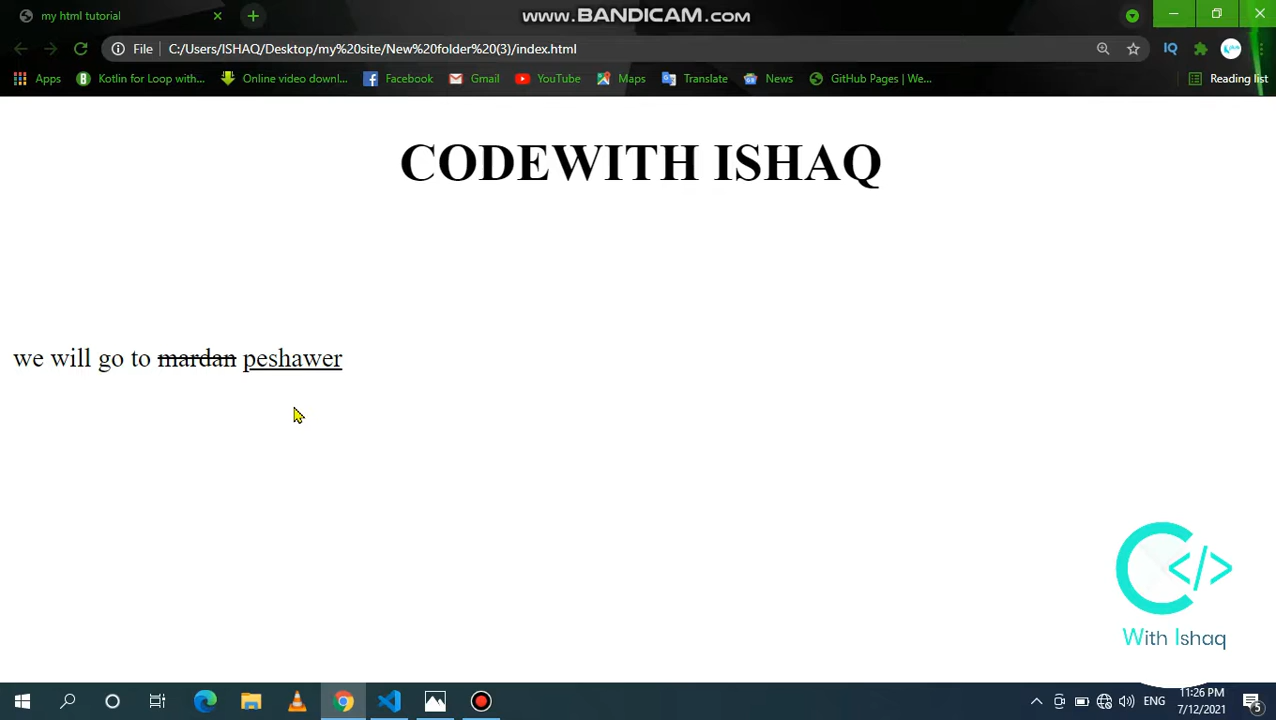 my html tutorial
WWW.BANDICAM.COM
File
C:/Users/ISHAQ/Desktop/my%20site/New%20folder%20(3)/index.html
IQ
Apps
Kotlin for Loop with...
Online video downl...
Facebook
Gmail
YouTube
Maps
Translate
News
GitHub Pages | We...
Reading list
CODEWITH ISHAQ
we will go to mardan peshawer
</>
With Ishaq
ENG
11:26 PM
7/12/2021
5